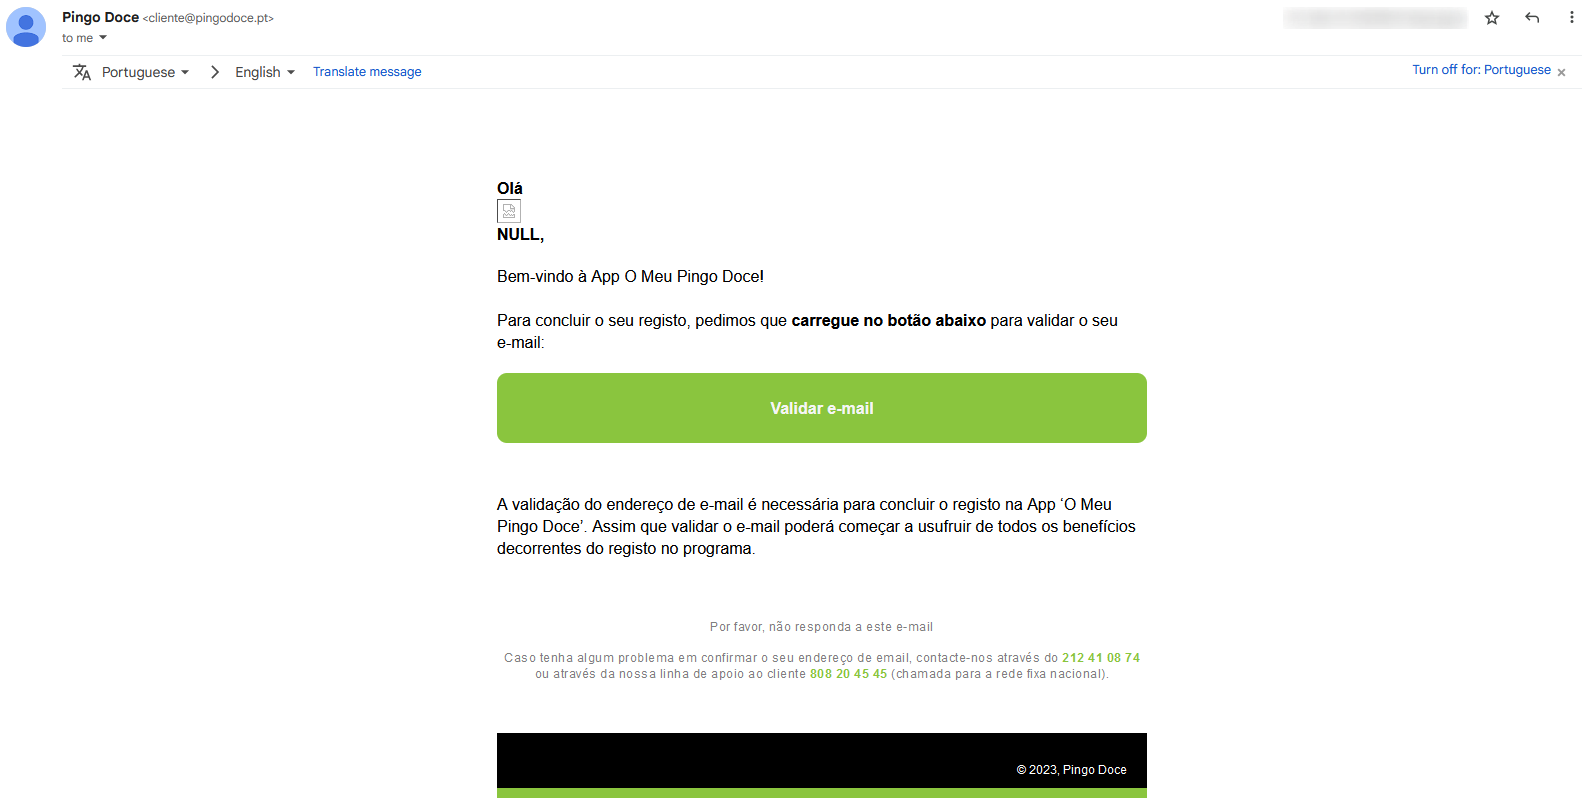 Pingo Doce <cliente@pingodoce.pt>
to me
Portuguese > English Translate message Turn off for: Portuguese ×
Olá
NULL,
Bem-vindo à App O Meu Pingo Doce!
Para concluir o seu registo, pedimos que carregue no botão abaixo para validar o seu
e-mail:
Validar e-mail
A validação do endereço de e-mail é necessária para concluir o registo na App ‘O Meu
Pingo Doce’. Assim que validar o e-mail poderá começar a usufruir de todos os benefícios
decorrentes do registo no programa.
Por favor, não responda a este e-mail
Caso tenha algum problema em confirmar o seu endereço de email, contacte-nos através do 212 41 08 74
ou através da nossa linha de apoio ao cliente 808 20 45 45 (chamada para a rede fixa nacional).
© 2023, Pingo Doce